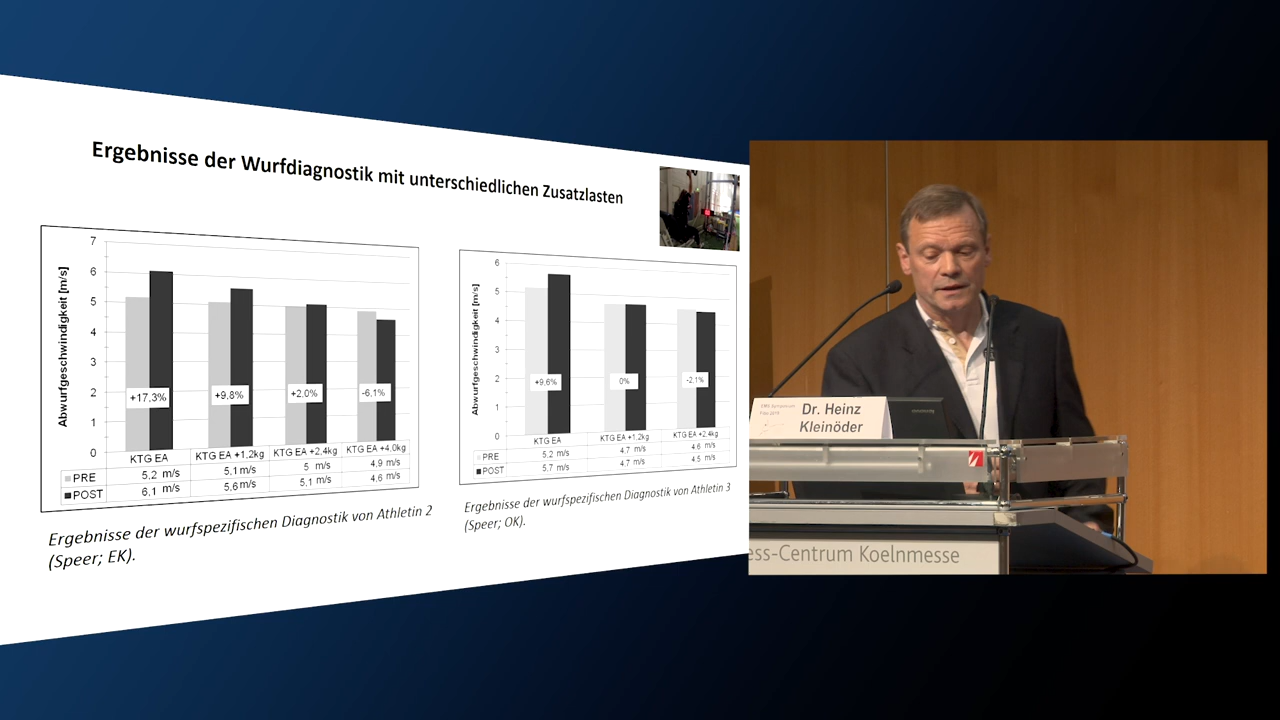 Ergebnisse der Wurfdiagnostik mit unterschiedlichen Zusatzlasten
Abwurfgeschwindigkeit [m/s]
7
6
5
4
3
2
1
0
+17,3%
+9,8%
+2,0%
-6,1%
KTG EA
KTG EA +1,2kg
KTG EA +2,4kg
KTG EA +4,0kg
PRE 5,2 m/s 5,1 m/s 5 m/s 4,9 m/s
POST 6,1 m/s 5,6 m/s 5,1 m/s 4,6 m/s
Ergebnisse der wurfspezifischen Diagnostik von Athletin 2
(Speer; EK).
Abwurfgeschwindigkeit [m/s]
6
5
4
3
2
1
0
+9,6%
0%
-2,1%
KTG EA
KTG EA +1,2kg
KTG EA +2,4kg
PRE 5,2 m/s 4,7 m/s 4,6 m/s
POST 5,7 m/s 4,7 m/s 4,5 m/s
Ergebnisse der wurfspezifischen Diagnostik von Athletin 3
(Speer; OK).
Dr. Heinz
Kleinöder
ess-Centrum Koelnmesse